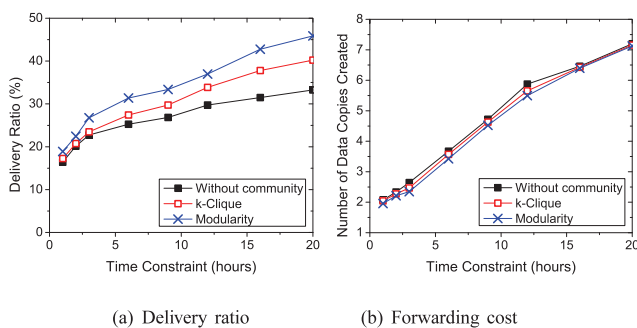 50
40
30
20
10
0
Delivery Ratio (%)
Without community
k-Clique
Modularity
0 5 10 15 20
Time Constraint (hours)
(a) Delivery ratio
8
7
6
5
4
3
2
1
Number of Data Copies Created
Without community
k-Clique
Modularity
0 5 10 15 20
Time Constraint (hours)
(b) Forwarding cost